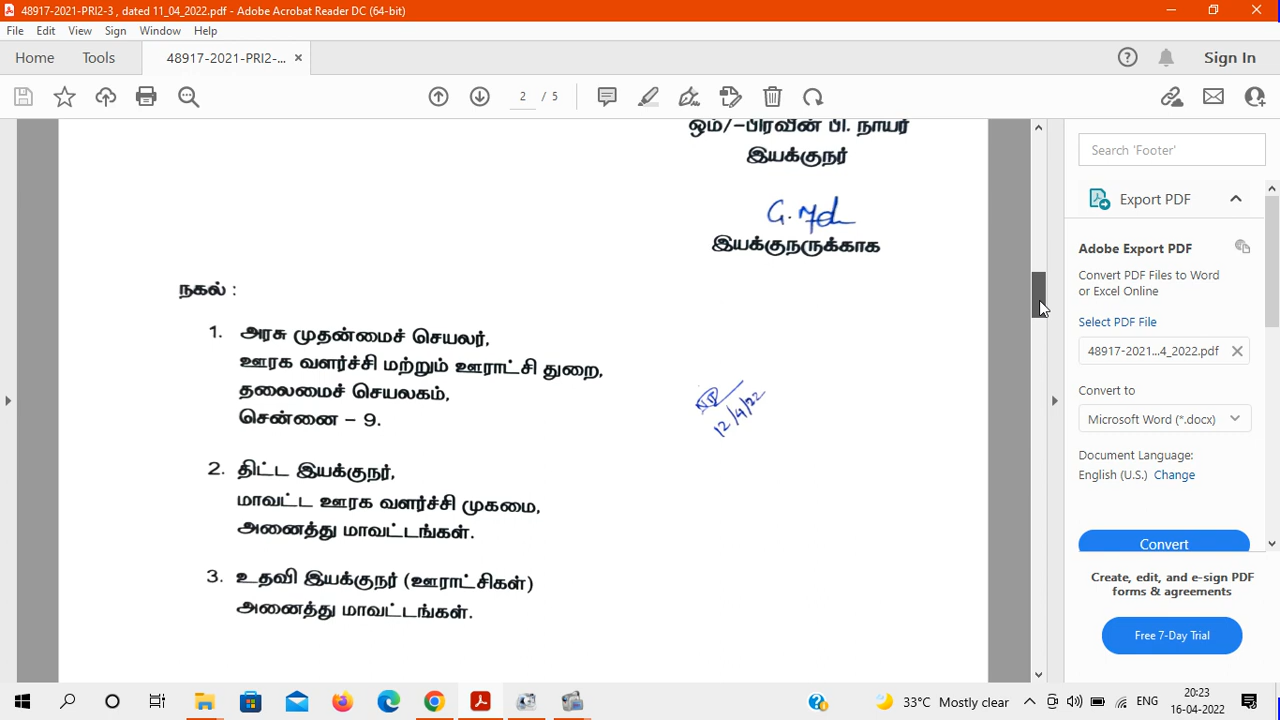 48917-2021-PRI2-3 , dated 11_04_2022.pdf - Adobe Acrobat Reader DC (64-bit)
File Edit View Sign Window Help
Home Tools 48917-2021-PRI2-... × Sign In
2 / 5
ஒம்/-பிரவின் பி. நாயர்
இயக்குநர்
இயக்குநருக்காக
நகல் :
1. அரசு முதன்மைச் செயலர்,
ஊரக வளர்ச்சி மற்றும் ஊராட்சி துறை,
தலைமைச் செயலகம்,
சென்னை – 9.
12/4/22
2. திட்ட இயக்குநர்,
மாவட்ட ஊரக வளர்ச்சி முகமை,
அனைத்து மாவட்டங்கள்.
3. உதவி இயக்குநர் (ஊராட்சிகள்)
அனைத்து மாவட்டங்கள்.
Search 'Footer'
Export PDF
Adobe Export PDF
Convert PDF Files to Word
or Excel Online
Select PDF File
48917-2021...4_2022.pdf
Convert to
Microsoft Word (*.docx)
Document Language:
English (U.S.) Change
Convert
Create, edit, and e-sign PDF
forms & agreements
Free 7-Day Trial
33°C Mostly clear ENG 20:23
16-04-2022